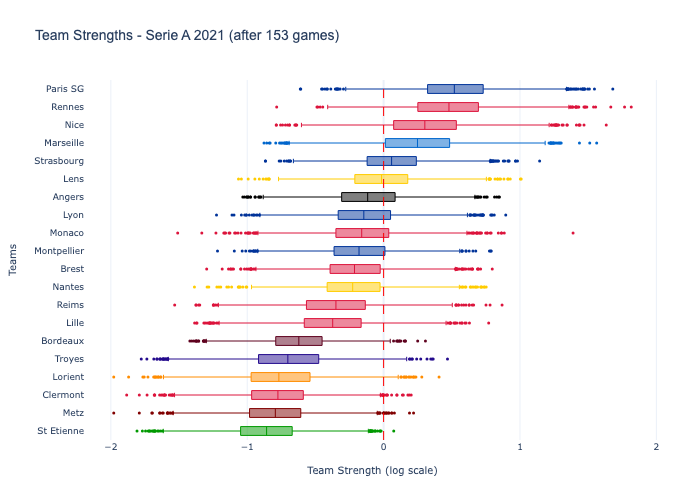 Team Strengths - Serie A 2021 (after 153 games)
Paris SG
Rennes
Nice
Marseille
Strasbourg
Lens
Angers
Lyon
Monaco
Montpellier
Brest
Nantes
Reims
Lille
Bordeaux
Troyes
Lorient
Clermont
Metz
St Etienne
Teams
−2 −1 0 1 2
Team Strength (log scale)